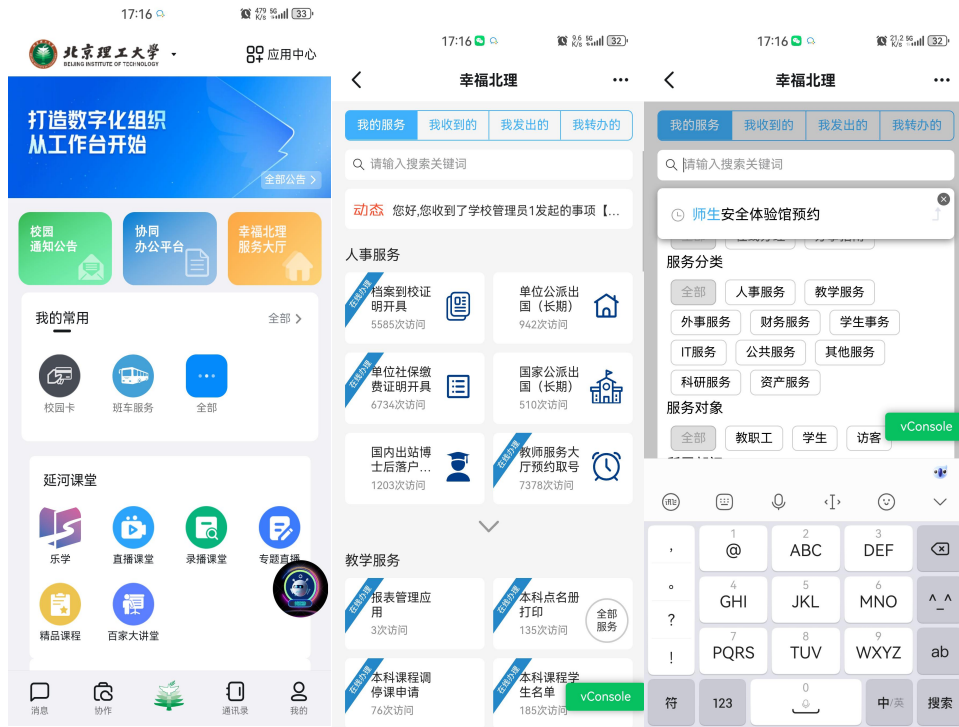 17:16
479 K/s 5G 33
北京理工大学
BEIJING INSTITUTE OF TECHNOLOGY
应用中心
打造数字化组织
从工作台开始
全部公告
校园
通知公告
协同
办公平台
幸福北理
服务大厅
我的常用
全部
校园卡
班车服务
全部
延河课堂
乐学
直播课堂
录播课堂
专题直播
精品课程
百家大讲堂
消息
协作
通讯录
我的
17:16
9.6 K/s 5G 32
幸福北理
我的服务
我收到的
我发出的
我转办的
请输入搜索关键词
动态 您好,您收到了学校管理员1发起的事项【...
人事服务
在线办理
档案到校证
明开具
5585次访问
单位公派出
国（长期）
942次访问
在线办理
单位社保缴
费证明开具
6734次访问
国家公派出
国（长期）
510次访问
国内出站博
士后落户...
1203次访问
在线办理
教师服务大
厅预约取号
7378次访问
教学服务
在线办理
报表管理应
用
3次访问
在线办理
本科点名册
打印
135次访问
全部
服务
在线办理
本科课程调
停课申请
76次访问
在线办理
本科课程学
生名单
185次访问
vConsole
17:16
21.2 K/s 5G 32
幸福北理
我的服务
我收到的
我发出的
我转办的
请输入搜索关键词
师生安全体验馆预约
服务分类
全部
人事服务
教学服务
外事服务
财务服务
学生事务
IT服务
公共服务
其他服务
科研服务
资产服务
服务对象
全部
教职工
学生
访客
vConsole
，
1
@
2
ABC
3
DEF
。
4
GHI
5
JKL
6
MNO
^_^
？
7
PQRS
8
TUV
9
WXYZ
ab
！
符
123
0
中/英
搜索